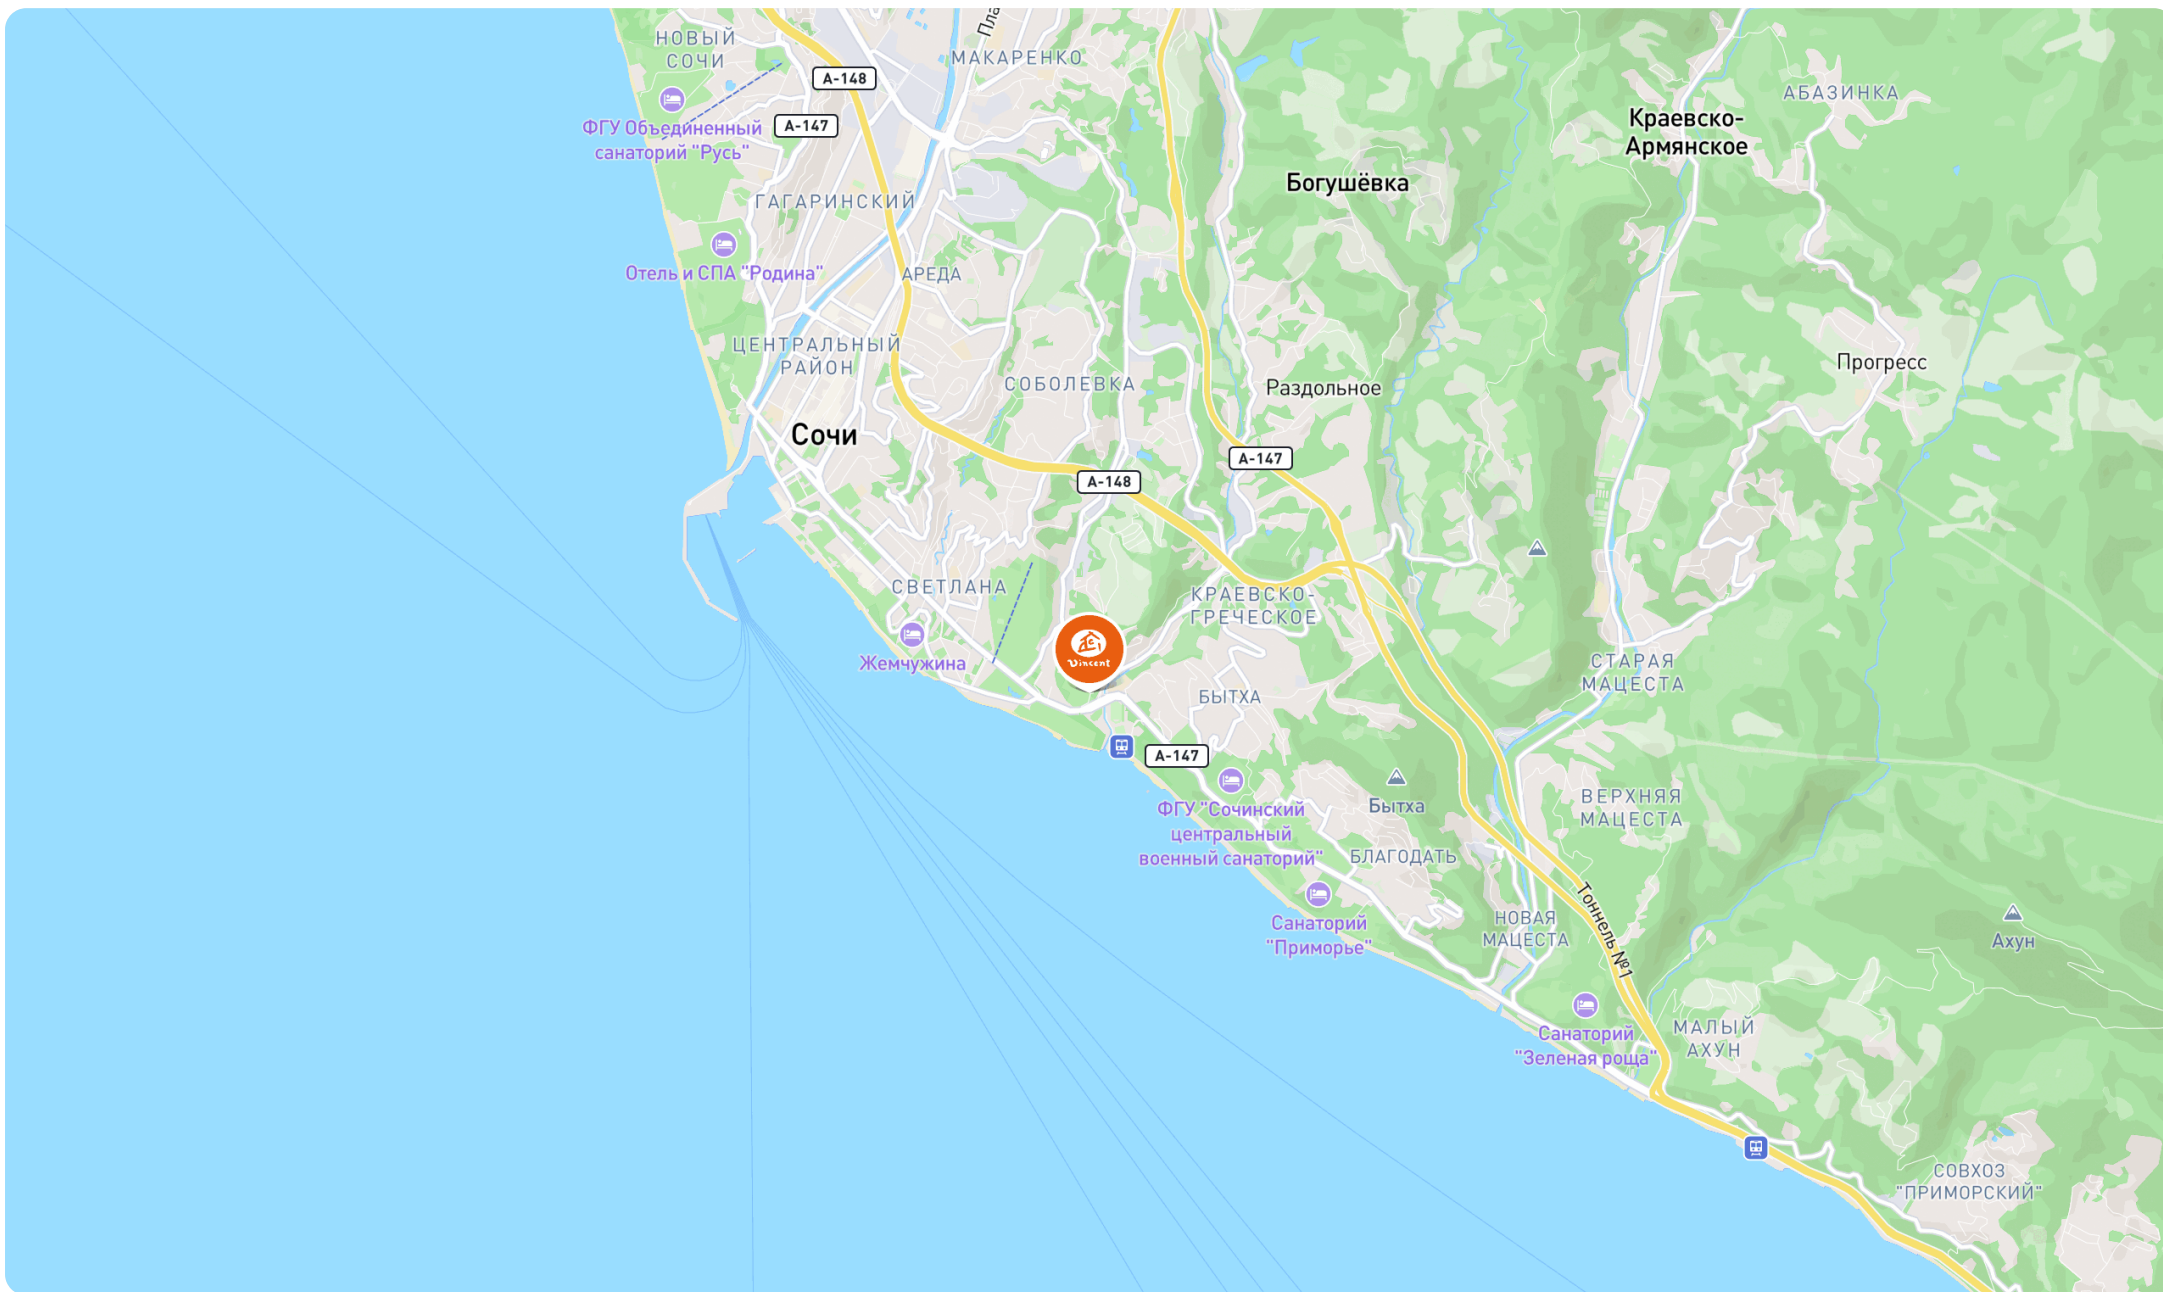 Пла
НОВЫЙ
СОЧИ
МАКАРЕНКО
А-148
АБАЗИНКА
ФГУ Объединенный
санаторий "Русь"
А-147
Краевско-
Армянское
Богушёвка
ГАГАРИНСКИЙ
Отель и СПА "Родина"
АРЕДА
ЦЕНТРАЛЬНЫЙ
РАЙОН
СОБОЛЕВКА
Раздольное
Прогресс
Сочи
А-147
А-148
СВЕТЛАНА
КРАЕВСКО-
ГРЕЧЕСКОЕ
Vincent
Жемчужина
СТАРАЯ
МАЦЕСТА
БЫТХА
А-147
ФГУ "Сочинский
центральный
военный санаторий"
Бытха
ВЕРХНЯЯ
МАЦЕСТА
БЛАГОДАТЬ
Санаторий
"Приморье"
НОВАЯ
МАЦЕСТА
Тоннель №1
Ахун
Санаторий
"Зеленая роща"
МАЛЫЙ
АХУН
СОВХОЗ
"ПРИМОРСКИЙ"